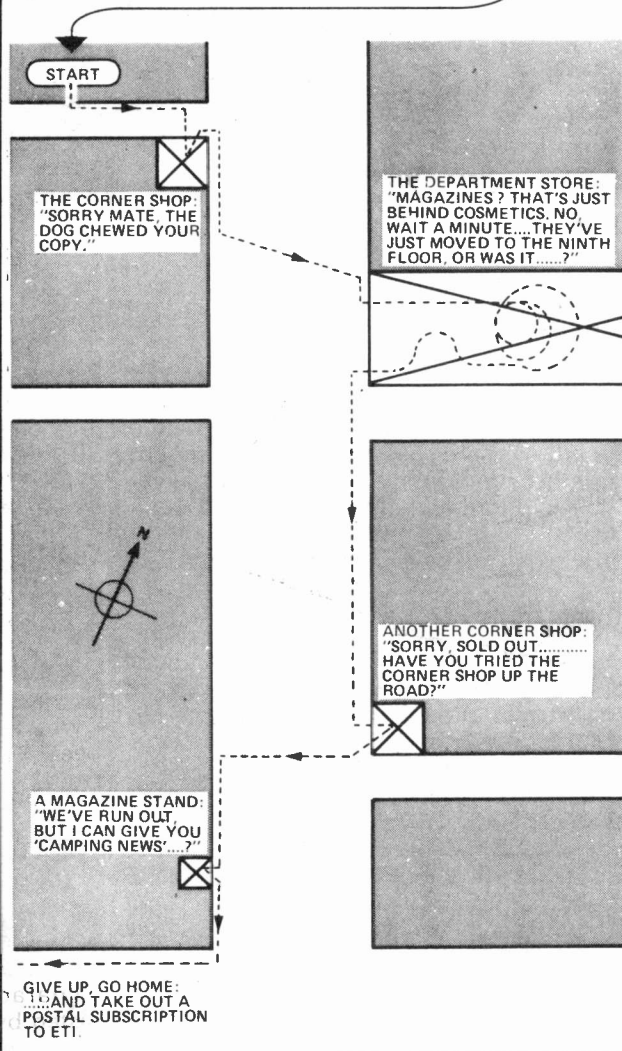 START
THE CORNER SHOP:
"SORRY MATE, THE
DOG CHEWED YOUR
COPY."
THE DEPARTMENT STORE:
"MAGAZINES? THAT'S JUST
BEHIND COSMETICS. NO,
WAIT A MINUTE....THEY'VE
JUST MOVED TO THE NINTH
FLOOR, OR WAS IT......?"
N
ANOTHER CORNER SHOP:
"SORRY, SOLD OUT...........
HAVE YOU TRIED THE
CORNER SHOP UP THE
ROAD?"
A MAGAZINE STAND:
"WE'VE RUN OUT,
BUT I CAN GIVE YOU
'CAMPING NEWS'....?"
GIVE UP, GO HOME:
......AND TAKE OUT A
POSTAL SUBSCRIPTION
TO ETI.